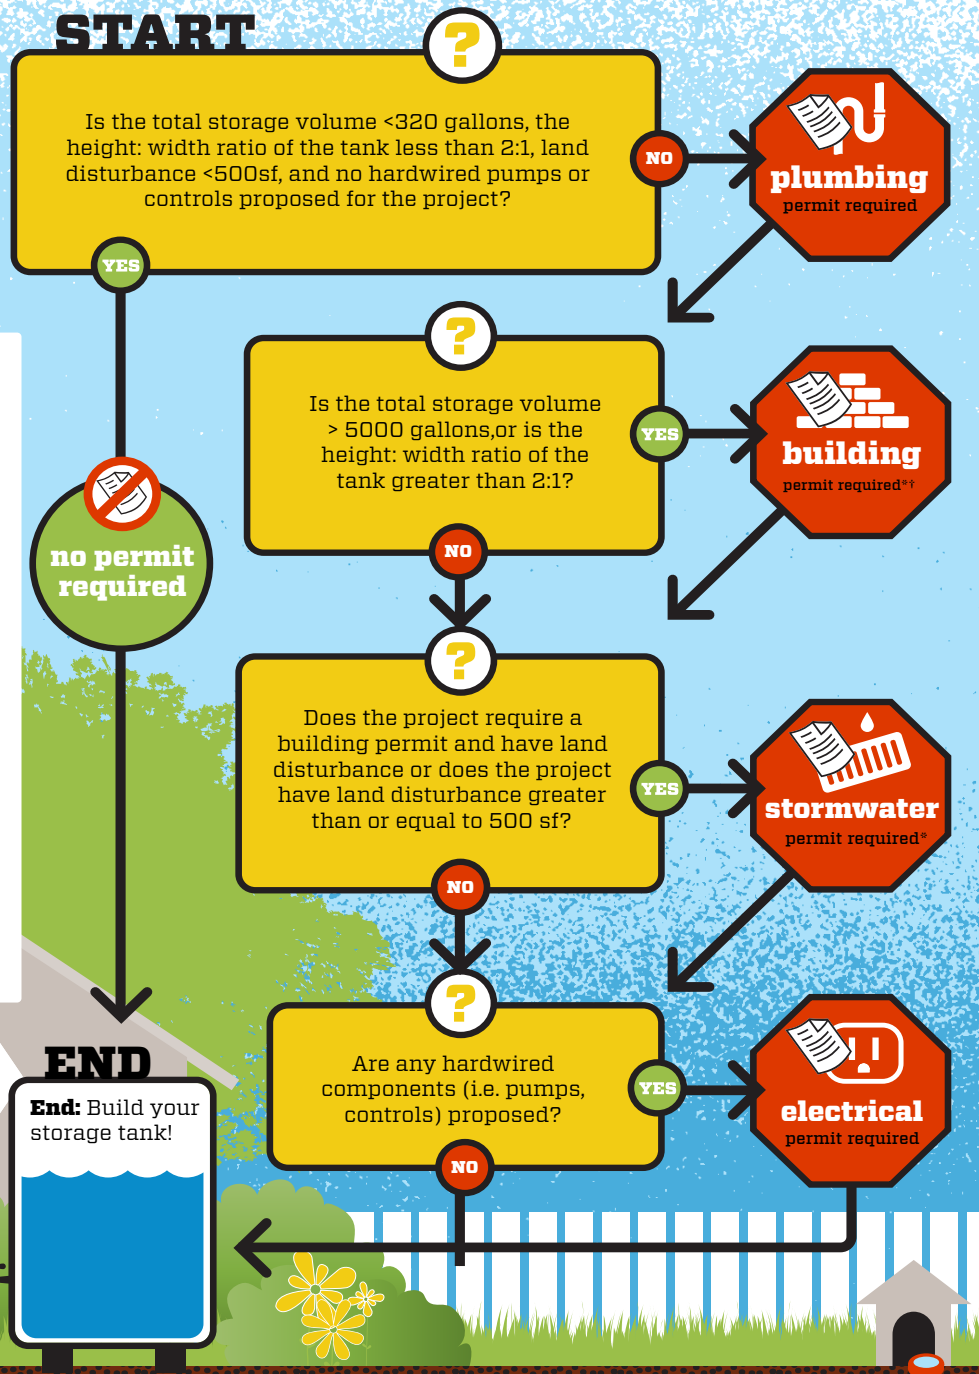 START
?
Is the total storage volume <320 gallons, the
height: width ratio of the tank less than 2:1, land
disturbance <500sf, and no hardwired pumps or
controls proposed for the project?
NO
plumbing
permit required
YES
?
Is the total storage volume
> 5000 gallons,or is the
height: width ratio of the
tank greater than 2:1?
YES
building
permit required*†
NO
no permit
required
?
Does the project require a
building permit and have land
disturbance or does the project
have land disturbance greater
than or equal to 500 sf?
YES
stormwater
permit required*
NO
?
Are any hardwired
components (i.e. pumps,
controls) proposed?
YES
electrical
permit required
NO
END
End: Build your
storage tank!